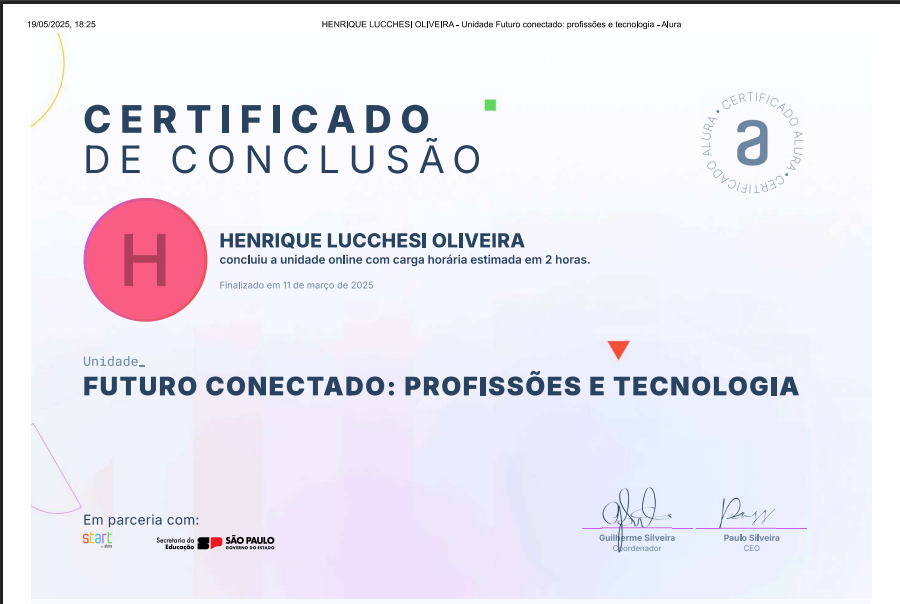 19/05/2025, 18:25
HENRIQUE LUCCHESI OLIVEIRA - Unidade Futuro conectado: profissões e tecnologia - Alura
CERTIFICADO
DE CONCLUSÃO
CERTIFICADO ALURA • CERTIFICADO ALURA •
a
H
HENRIQUE LUCCHESI OLIVEIRA
concluiu a unidade online com carga horária estimada em 2 horas.
Finalizado em 11 de março de 2025
Unidade_
FUTURO CONECTADO: PROFISSÕES E TECNOLOGIA
Em parceria com:
start
Secretaria da
Educação
SP
SÃO PAULO
GOVERNO DO ESTADO
Guilherme Silveira
Coordenador
Paulo Silveira
CEO